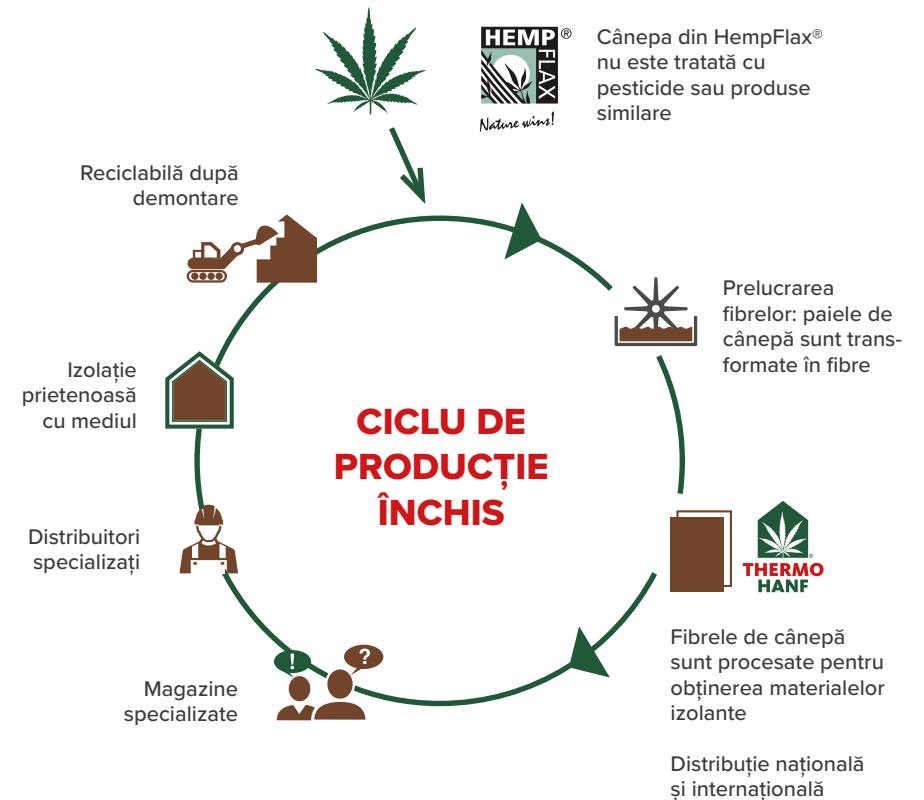 HEMP®
FLAX
Nature wins!
Cânepa din HempFlax®
nu este tratată cu
pesticide sau produse
similare
Reciclabilă după
demontare
Prelucrarea
fibrelor: paiele de
cânepă sunt trans-
formate în fibre
Izolație
prietenoasă
cu mediul
CICLU DE
PRODUCȚIE
ÎNCHIS
Distribuitori
specializați
THERMO
HANF
®
Fibrele de cânepă
sunt procesate pentru
obținerea materialelor
izolante
! ?
Magazine
specializate
Distribuție națională
și internațională